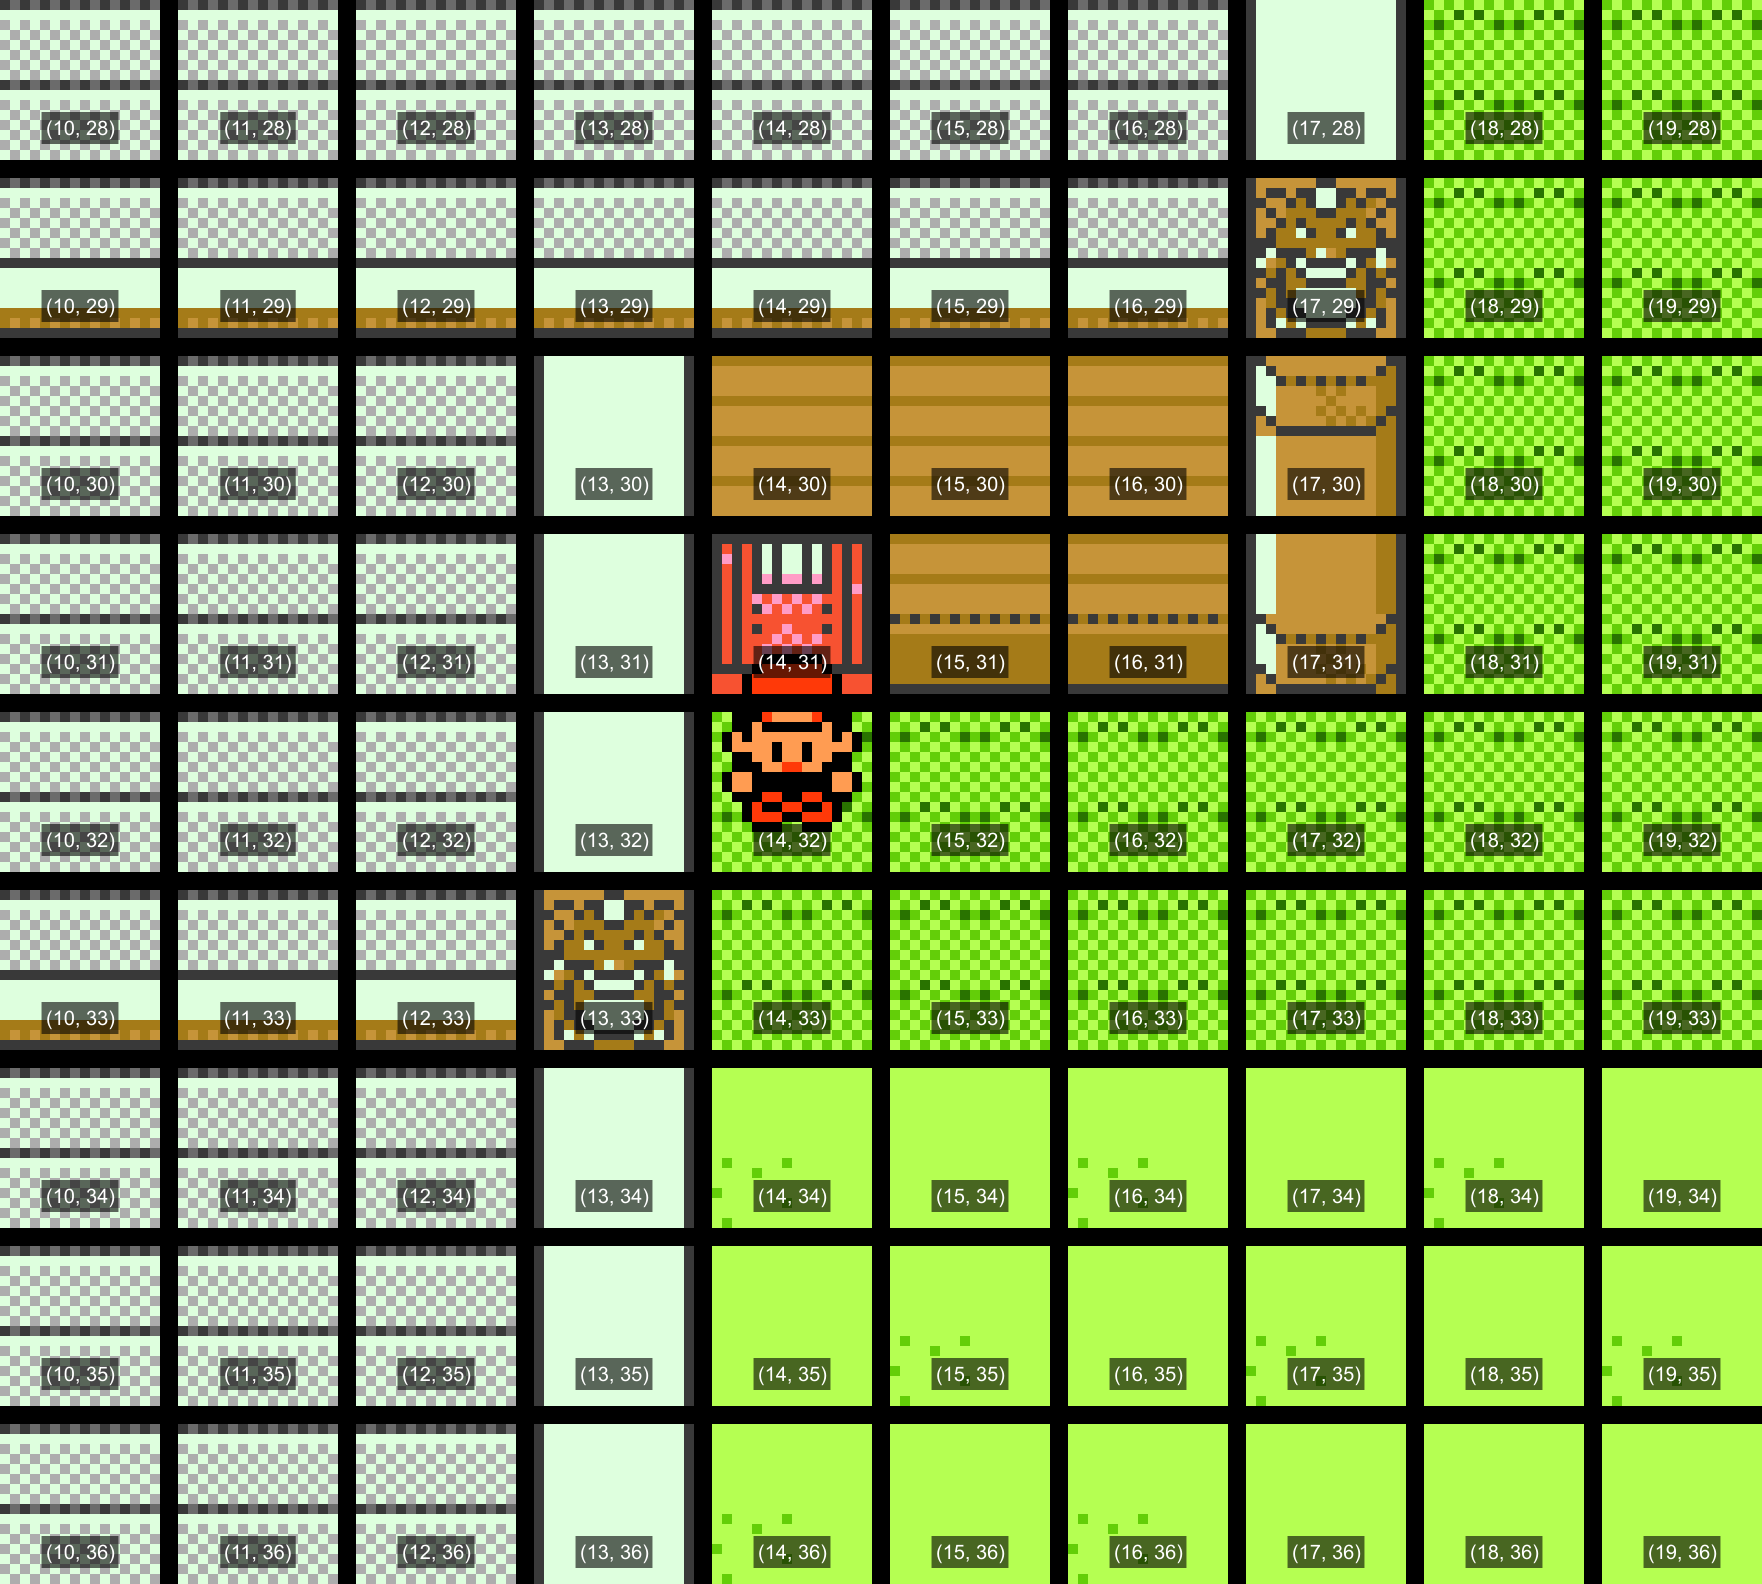 (10, 28) (11, 28) (12, 28) (13, 28) (14, 28) (15, 28) (16, 28) (17, 28) (18, 28) (19, 28)
(10, 29) (11, 29) (12, 29) (13, 29) (14, 29) (15, 29) (16, 29) (17, 29) (18, 29) (19, 29)
(10, 30) (11, 30) (12, 30) (13, 30) (14, 30) (15, 30) (16, 30) (17, 30) (18, 30) (19, 30)
(10, 31) (11, 31) (12, 31) (13, 31) (14, 31) (15, 31) (16, 31) (17, 31) (18, 31) (19, 31)
(10, 32) (11, 32) (12, 32) (13, 32) (14, 32) (15, 32) (16, 32) (17, 32) (18, 32) (19, 32)
(10, 33) (11, 33) (12, 33) (13, 33) (14, 33) (15, 33) (16, 33) (17, 33) (18, 33) (19, 33)
(10, 34) (11, 34) (12, 34) (13, 34) (14, 34) (15, 34) (16, 34) (17, 34) (18, 34) (19, 34)
(10, 35) (11, 35) (12, 35) (13, 35) (14, 35) (15, 35) (16, 35) (17, 35) (18, 35) (19, 35)
(10, 36) (11, 36) (12, 36) (13, 36) (14, 36) (15, 36) (16, 36) (17, 36) (18, 36) (19, 36)